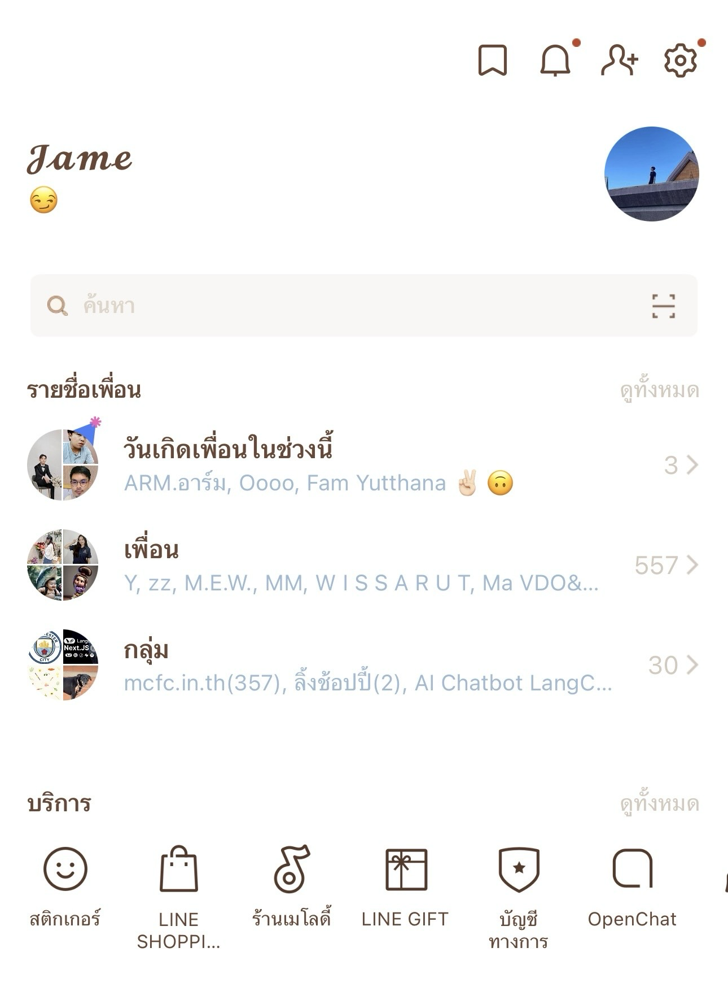 Jame
😏
ค้นหา
รายชื่อเพื่อน
ดูทั้งหมด
วันเกิดเพื่อนในช่วงนี้
ARM.อาร์ม, Oooo, Fam Yutthana ✌🏻 🙃
3
เพื่อน
Y, zz, M.E.W., MM, W I S S A R U T, Ma VDO&...
557
CITY
Next.JS
กลุ่ม
mcfc.in.th(357), ลิ้งช้อปปี้(2), AI Chatbot LangC...
30
บริการ
ดูทั้งหมด
สติกเกอร์
LINE
SHOPPI...
ร้านเมโลดี้
LINE GIFT
บัญชี
ทางการ
OpenChat